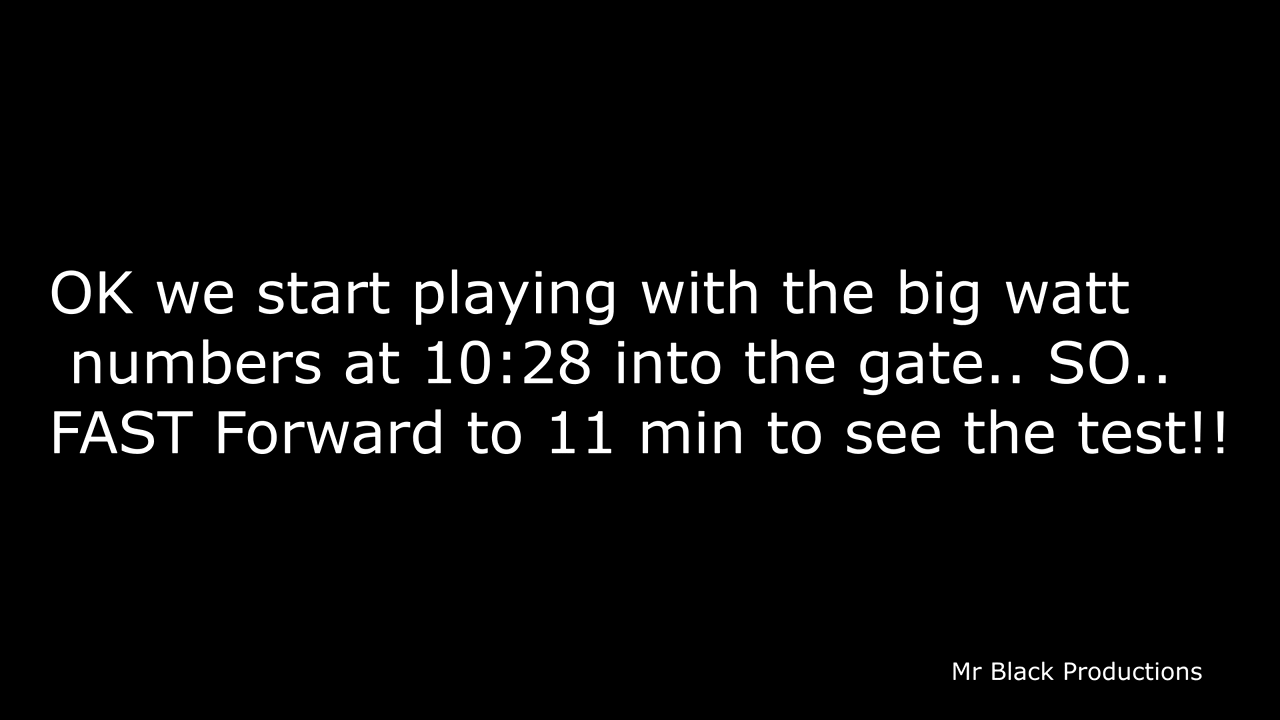 OK we start playing with the big watt
numbers at 10:28 into the gate.. SO..
FAST Forward to 11 min to see the test!!
Mr Black Productions